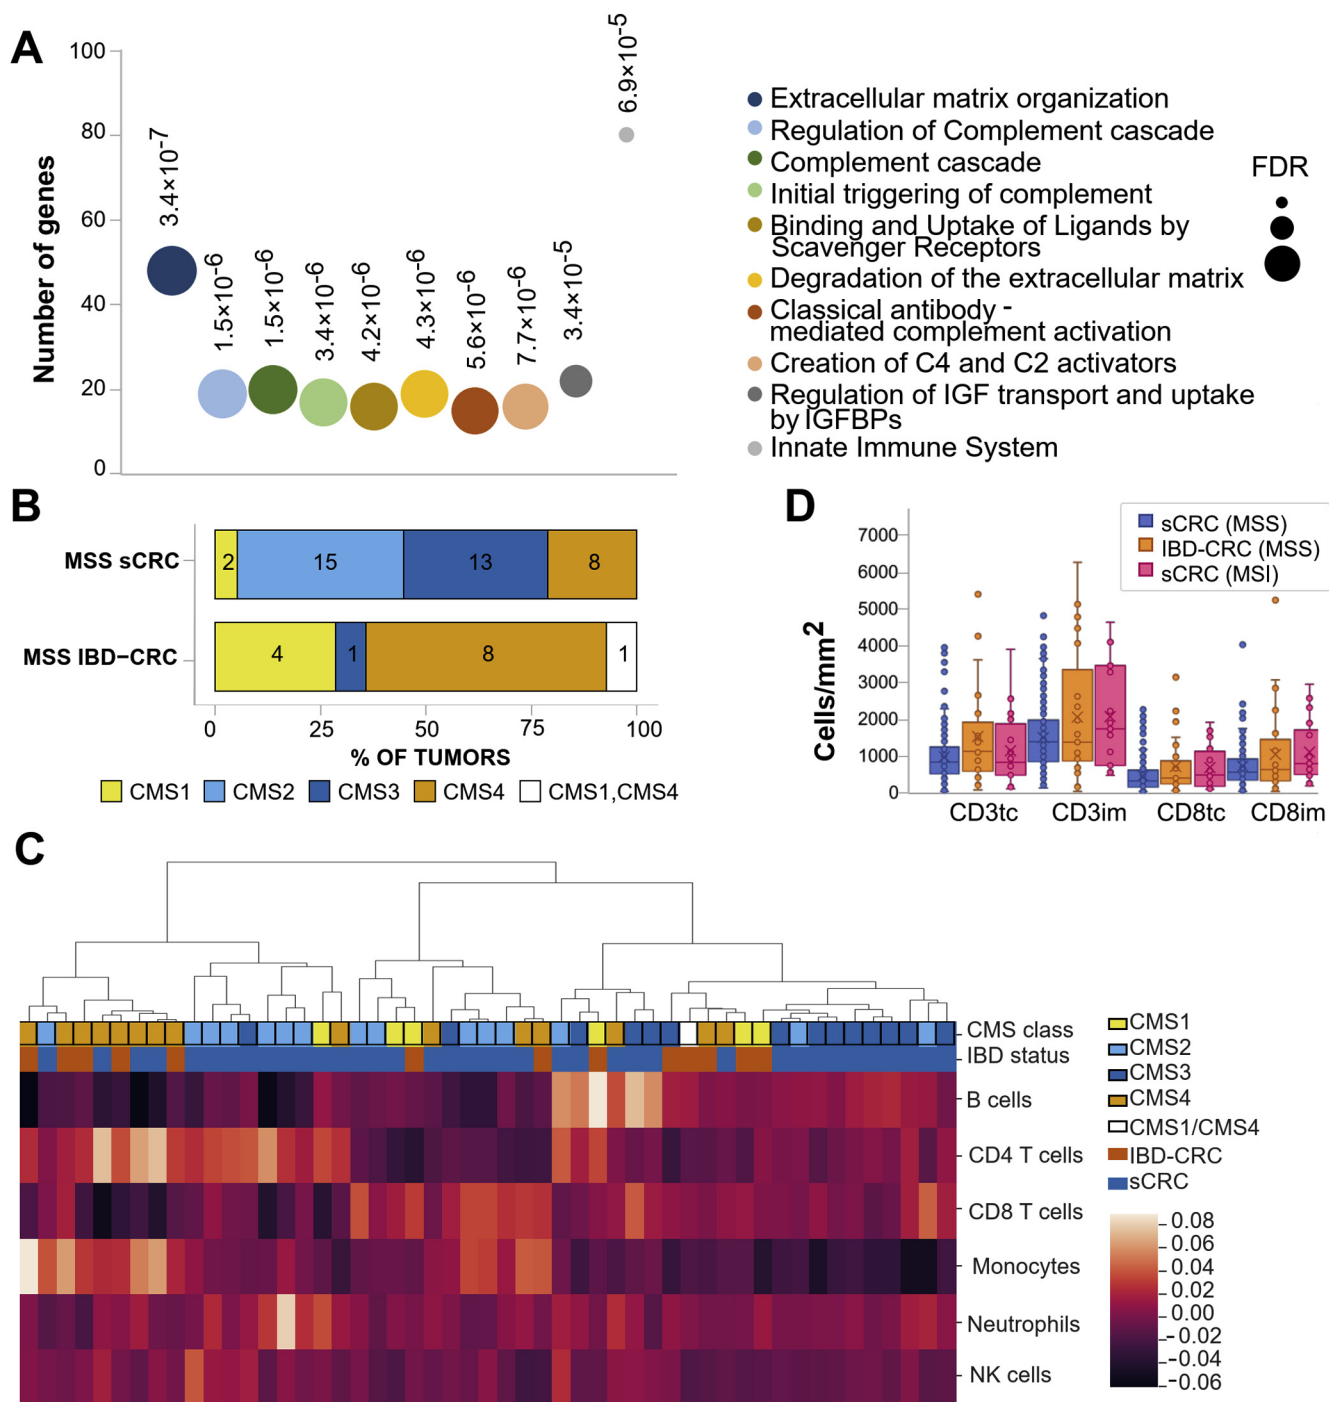 A
Number of genes
100
80
60
40
20
0
3.4×10-7
1.5×10-6
1.5×10-6
3.4×10-6
4.2×10-6
4.3×10-6
5.6×10-6
7.7×10-6
3.4×10-5
6.9×10-5
Extracellular matrix organization
Regulation of Complement cascade
Complement cascade
Initial triggering of complement
Binding and Uptake of Ligands by
Scavenger Receptors
Degradation of the extracellular matrix
Classical antibody -
mediated complement activation
Creation of C4 and C2 activators
Regulation of IGF transport and uptake
by IGFBPs
Innate Immune System
FDR
B
MSS sCRC
2
15
13
8
MSS IBD-CRC
4
1
8
1
0
25
50
75
100
% OF TUMORS
CMS1
CMS2
CMS3
CMS4
CMS1,CMS4
D
Cells/mm2
7000
6000
5000
4000
3000
2000
1000
0
sCRC (MSS)
IBD-CRC (MSS)
sCRC (MSI)
CD3tc
CD3im
CD8tc
CD8im
C
CMS class
IBD status
B cells
CD4 T cells
CD8 T cells
Monocytes
Neutrophils
NK cells
CMS1
CMS2
CMS3
CMS4
CMS1/CMS4
IBD-CRC
sCRC
0.08
0.06
0.04
0.02
0.00
-0.02
-0.04
-0.06